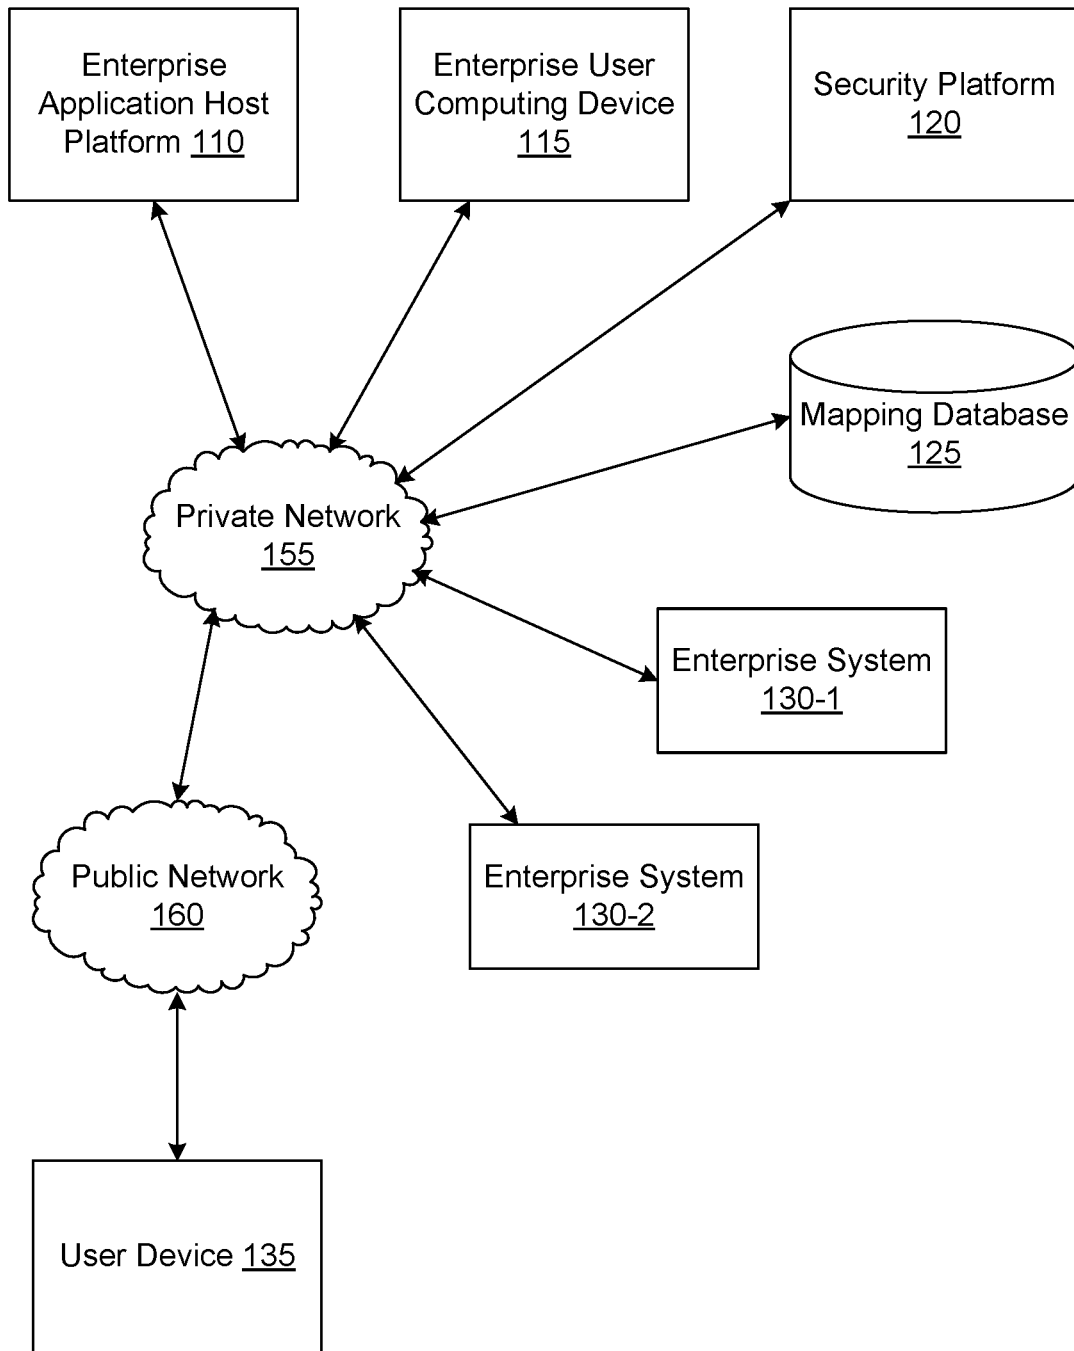 Enterprise
Application Host
Platform 110
Enterprise User
Computing Device
115
Security Platform
120
Mapping Database
125
Private Network
155
Enterprise System
130-1
Public Network
160
Enterprise System
130-2
User Device 135